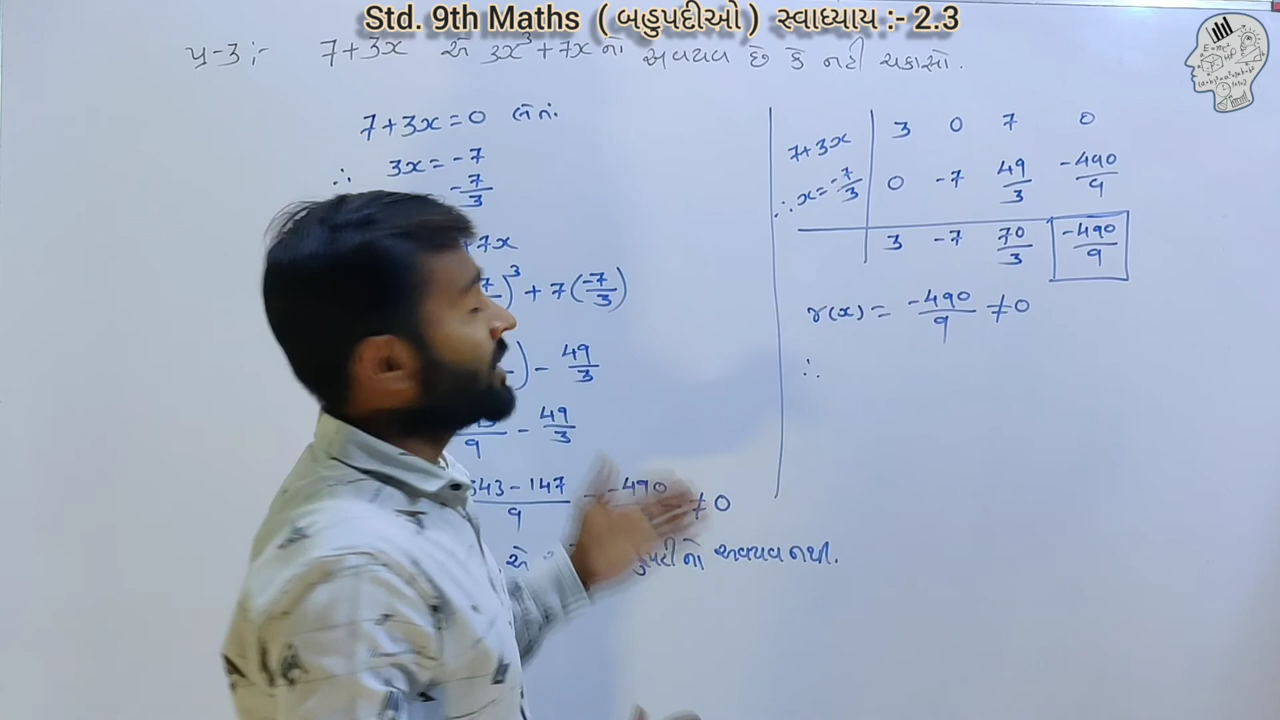 Std. 9th Maths ( બહુપદીઓ ) સ્વાધ્યાય :- 2.3
પ્ર-૩ :- 7+3x એ 3x³+7x નો અવયવ છે કે નહી ચકાસો.
7+3x = 0 લેતાં
∴ 3x = -7
-7/3
+7x
)³ + 7(-7/3)
) - 49/3
9 - 49/3
343 - 147 / 9 -490 ≠ 0
એ નો અવયવ નથી.
7+3x 3 0 7 0
∴ x = -7/3 0 -7 49/3 -490/9
3 -7 70/3 -490/9
r(x) = -490/9 ≠ 0
∴